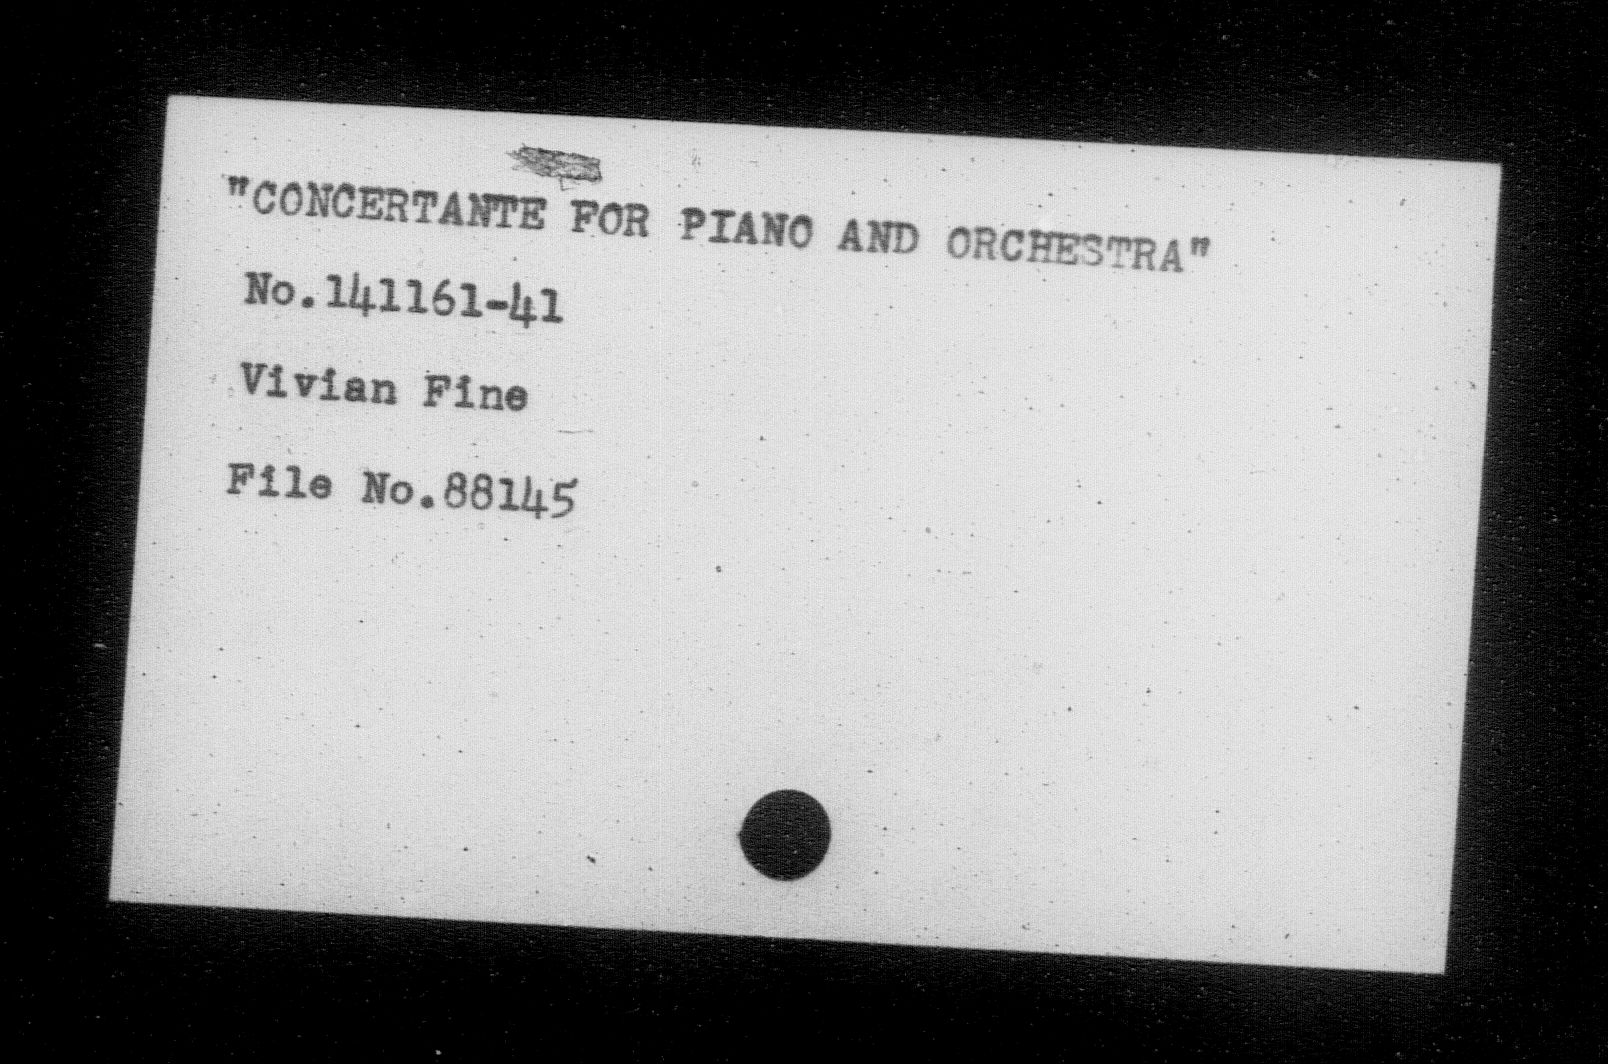 "CONCERTANTE FOR PIANO AND ORCHESTRA"
No.141161-41
Vivian Fine
File No.88145